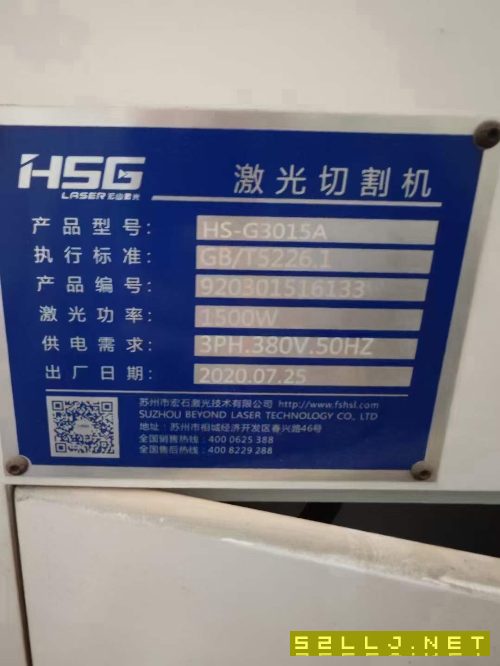 HSG
LASER 宏山激光
激光切割机
产品型号: HS-G3015A
执行标准: GB/T5226.1
产品编号: 920301516133
激光功率: 1500W
供电需求: 3PH.380V.50HZ
出厂日期: 2020.07.25
苏州市宏石激光技术有限公司 http://www.fshsl.com
SUZHOU BEYOND LASER TECHNOLOGY CO., LTD
地址: 苏州市相城经济开发区春兴路46号
全国销售热线: 400 0625 388
全国售后热线: 400 8229 288
52LLJ.NET